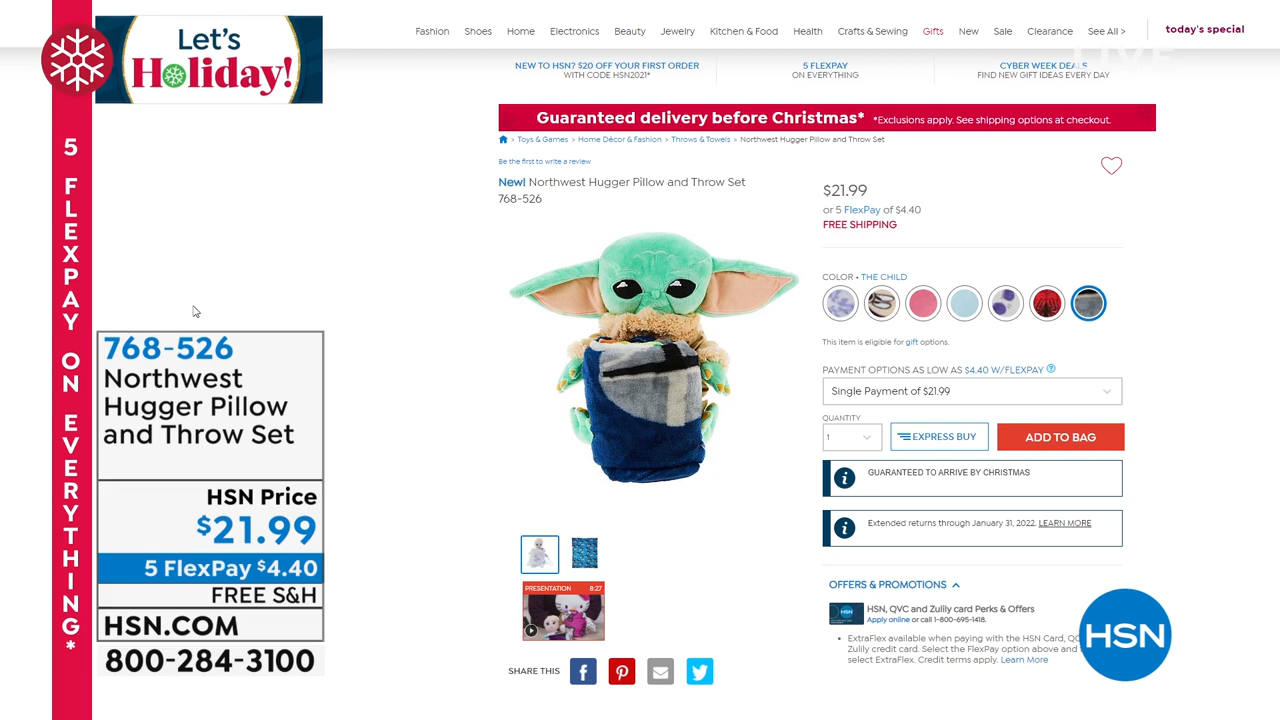 Let's
Holiday!
5 FLEXPAY ON EVERYTHING*
768-526
Northwest
Hugger Pillow
and Throw Set
HSN Price
$21.99
5 FlexPay $4.40
FREE S&H
HSN.COM
800-284-3100
Fashion Shoes Home Electronics Beauty Jewelry Kitchen & Food Health Crafts & Sewing Gifts New Sale Clearance See All > today's special
LIVE
NEW TO HSN? $20 OFF YOUR FIRST ORDER
WITH CODE HSN2021*
5 FLEXPAY
ON EVERYTHING
CYBER WEEK DEALS
FIND NEW GIFT IDEAS EVERY DAY
Guaranteed delivery before Christmas* *Exclusions apply. See shipping options at checkout.
> Toys & Games > Home Décor & Fashion > Throws & Towels > Northwest Hugger Pillow and Throw Set
Be the first to write a review
New! Northwest Hugger Pillow and Throw Set
768-526
PRESENTATION 8:27
SHARE THIS
$21.99
or 5 FlexPay of $4.40
FREE SHIPPING
COLOR • THE CHILD
This item is eligible for gift options.
PAYMENT OPTIONS AS LOW AS $4.40 W/FLEXPAY ?
Single Payment of $21.99
QUANTITY
1
EXPRESS BUY
ADD TO BAG
GUARANTEED TO ARRIVE BY CHRISTMAS
Extended returns through January 31, 2022. LEARN MORE
OFFERS & PROMOTIONS
HSN, QVC and Zulily card Perks & Offers
Apply online or call 1-800-695-1418.
• ExtraFlex available when paying with the HSN Card, QC
Zulily credit card. Select the FlexPay option above and
select ExtraFlex. Credit terms apply. Learn More
HSN